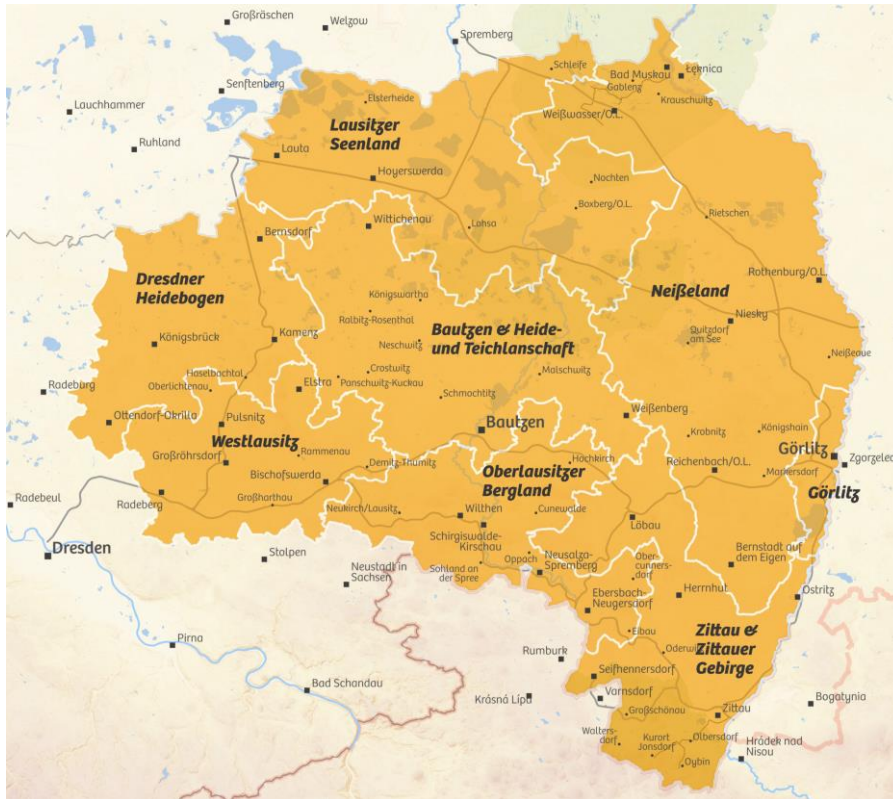 Großräschen
Welzow
Spremberg
Schleife
Bad Muskau
Łeknica
Gablenz
Krauschwitz
Senftenberg
Elsterheide
Lauchhammer
Weißwasser/O.L.
Lausitzer
Seenland
Ruhland
Lauta
Hoyerswerda
Nochten
Boxberg/O.L.
Rietschen
Wittichenau
Lohsa
Bernsdorf
Dresdner
Heidebogen
Rothenburg/O.L.
Neißeland
Königswartha
Ralbitz-Rosenthal
Bautzen & Heide-
und Teichlanschaft
Niesky
Quitzdorf
am See
Königsbrück
Kamenz
Neschwitz
Neißeaue
Haselbachtal
Oberlichtenau
Crostwitz
Panschwitz-Kuckau
Malschwitz
Radeburg
Elstra
Schmochtitz
Ottendorf-Okrilla
Pulsnitz
Weißenberg
Bautzen
Krobnitz
Königshain
Westlausitz
Rammenau
Görlitz
Zgorzelec
Großröhrsdorf
Demitz-Thumitz
Hochkirch
Reichenbach/O.L.
Markersdorf
Bischofswerda
Oberlausitzer
Bergland
Görlitz
Radeberg
Großharthau
Radebeul
Neukirch/Lausitz
Wilthen
Cunewalde
Löbau
Schirgiswalde-
Kirschau
Dresden
Stolpen
Oppach
Neusalza-
Spremberg
Ober-
cunners-
dorf
Bernstadt auf
dem Eigen
Neustadt in
Sachsen
Sohland an
der Spree
Ebersbach-
Neugersdorf
Herrnhut
Ostritz
Pirna
Eibau
Zittau &
Zittauer
Gebirge
Rumburk
Seifhennersdorf
Bad Schandau
Krásná Lípa
Varnsdorf
Bogatynia
Großschönau
Zittau
Walters-
dorf
Kurort
Jonsdorf
Olbersdorf
Hrádek nad
Nisou
Oybin